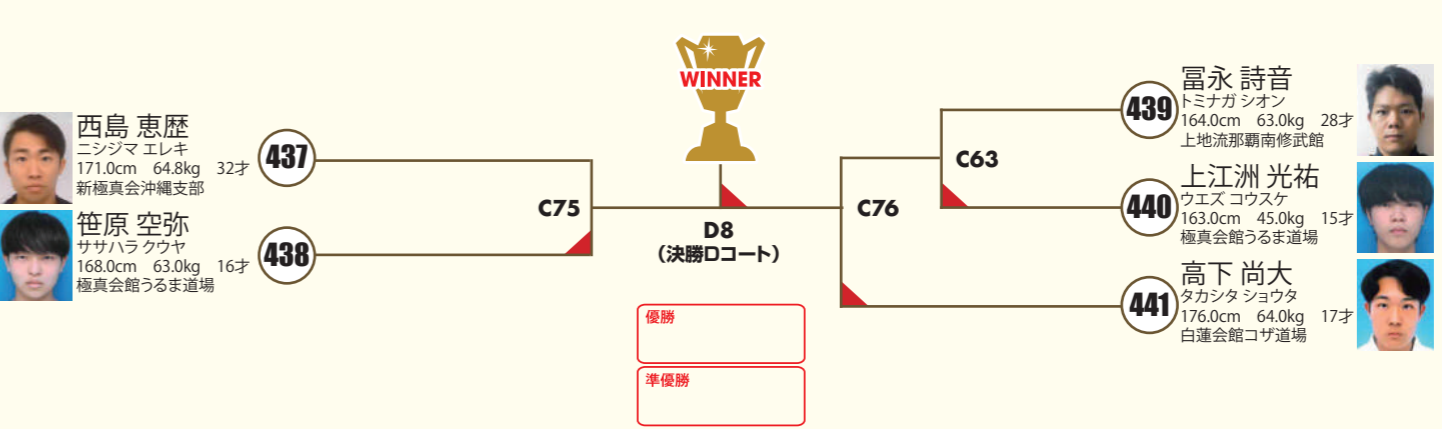 WINNER
西島 恵歴
ニシジマ エレキ
171.0cm 64.8kg 32才
新極真会沖縄支部
437
笹原 空弥
ササハラ クウヤ
168.0cm 63.0kg 16才
極真会館うるま道場
438
C75
D8
（決勝Dコート）
優勝
準優勝
C76
C63
439
冨永 詩音
トミナガ シオン
164.0cm 63.0kg 28才
上地流那覇南修武館
440
上江洲 光祐
ウエズ コウスケ
163.0cm 45.0kg 15才
極真会館うるま道場
441
高下 尚大
タカシタ ショウタ
176.0cm 64.0kg 17才
白蓮会館コザ道場